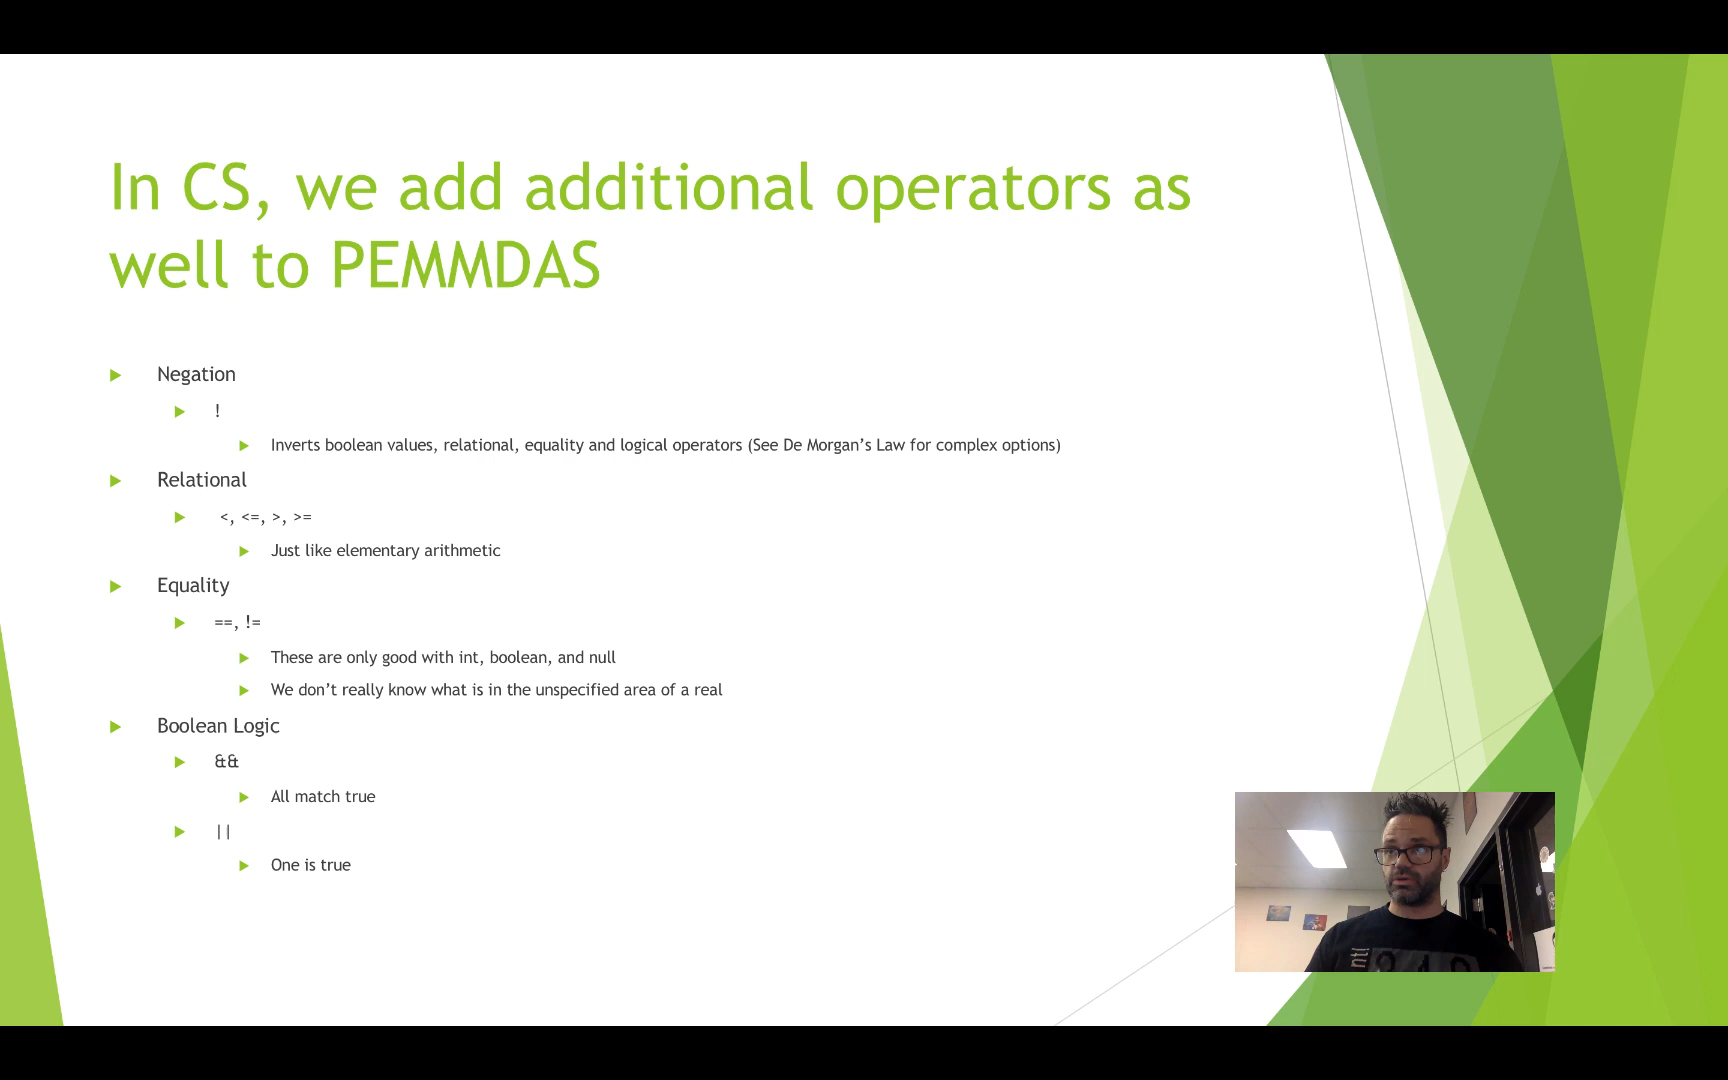 In CS, we add additional operators as
well to PEMMDAS
Negation
!
Inverts boolean values, relational, equality and logical operators (See De Morgan's Law for complex options)
Relational
<, <=, >, >=
Just like elementary arithmetic
Equality
==, !=
These are only good with int, boolean, and null
We don't really know what is in the unspecified area of a real
Boolean Logic
&&
All match true
||
One is true